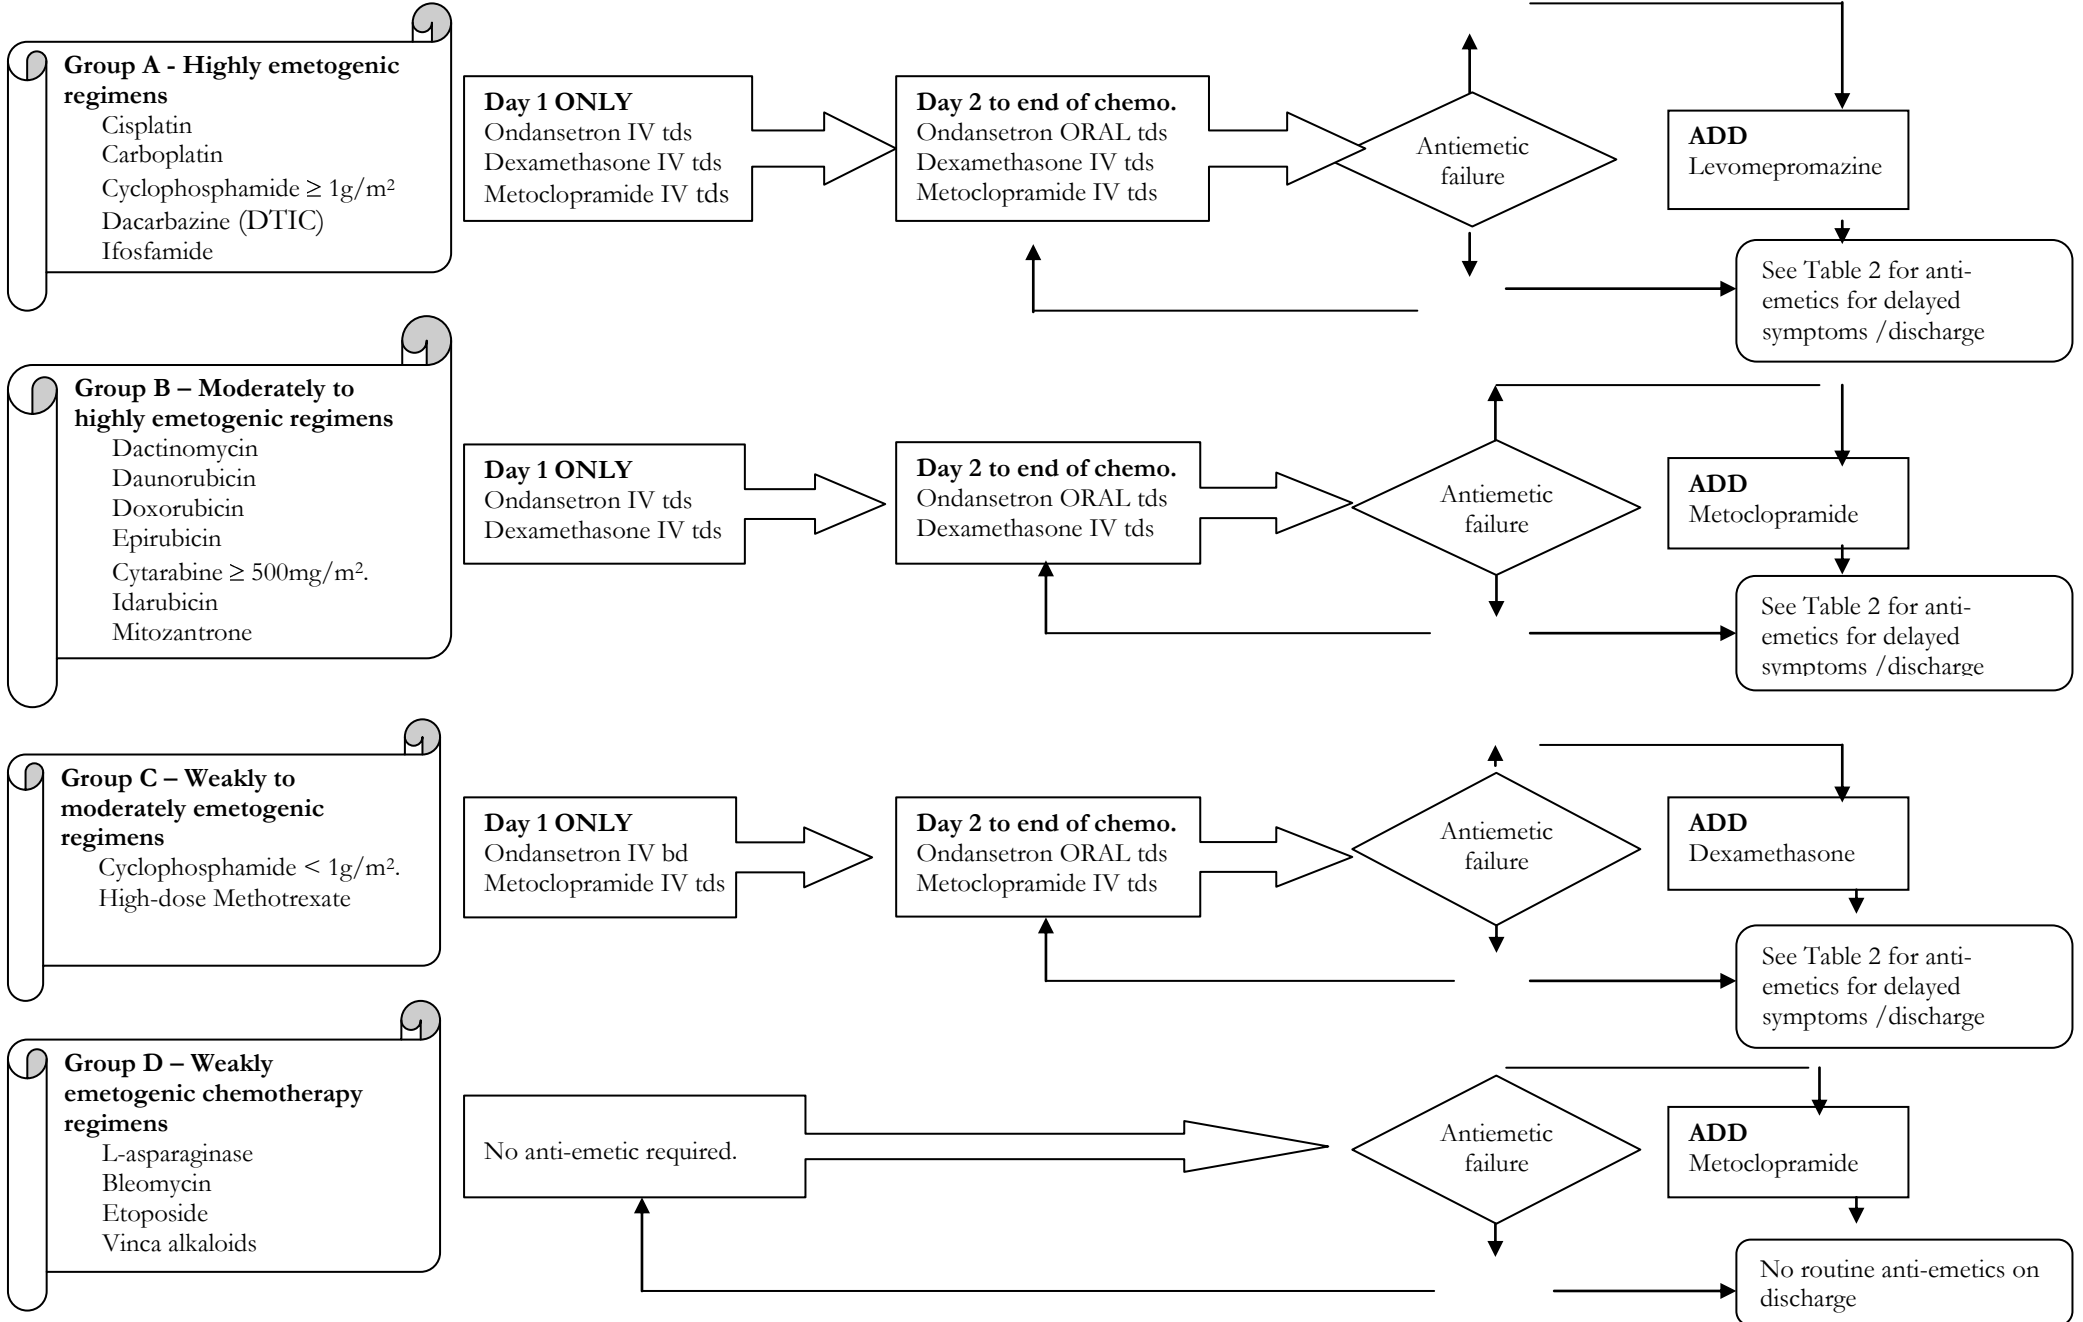 Group A - Highly emetogenic
regimens
Cisplatin
Carboplatin
Cyclophosphamide ≥ 1g/m²
Dacarbazine (DTIC)
Ifosfamide
Day 1 ONLY
Ondansetron IV tds
Dexamethasone IV tds
Metoclopramide IV tds
Day 2 to end of chemo.
Ondansetron ORAL tds
Dexamethasone IV tds
Metoclopramide IV tds
Antiemetic
failure
ADD
Levomepromazine
See Table 2 for anti-
emetics for delayed
symptoms /discharge
Group B – Moderately to
highly emetogenic regimens
Dactinomycin
Daunorubicin
Doxorubicin
Epirubicin
Cytarabine ≥ 500mg/m².
Idarubicin
Mitozantrone
Day 1 ONLY
Ondansetron IV tds
Dexamethasone IV tds
Day 2 to end of chemo.
Ondansetron ORAL tds
Dexamethasone IV tds
Antiemetic
failure
ADD
Metoclopramide
See Table 2 for anti-
emetics for delayed
symptoms /discharge
Group C – Weakly to
moderately emetogenic
regimens
Cyclophosphamide < 1g/m².
High-dose Methotrexate
Day 1 ONLY
Ondansetron IV bd
Metoclopramide IV tds
Day 2 to end of chemo.
Ondansetron ORAL tds
Metoclopramide IV tds
Antiemetic
failure
ADD
Dexamethasone
See Table 2 for anti-
emetics for delayed
symptoms /discharge
Group D – Weakly
emetogenic chemotherapy
regimens
L-asparaginase
Bleomycin
Etoposide
Vinca alkaloids
No anti-emetic required.
Antiemetic
failure
ADD
Metoclopramide
No routine anti-emetics on
discharge